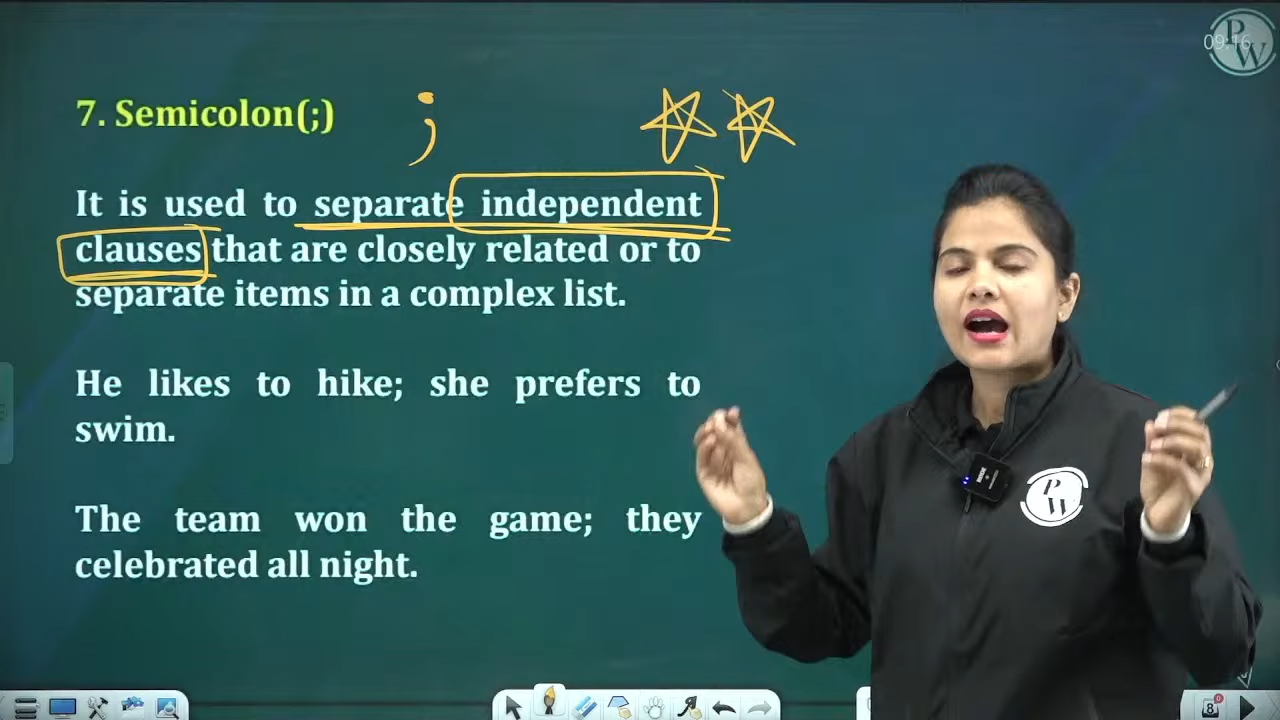 PW
09:16
7. Semicolon(;) ;
It is used to separate independent
clauses that are closely related or to
separate items in a complex list.
He likes to hike; she prefers to
swim.
The team won the game; they
celebrated all night.
PW
8